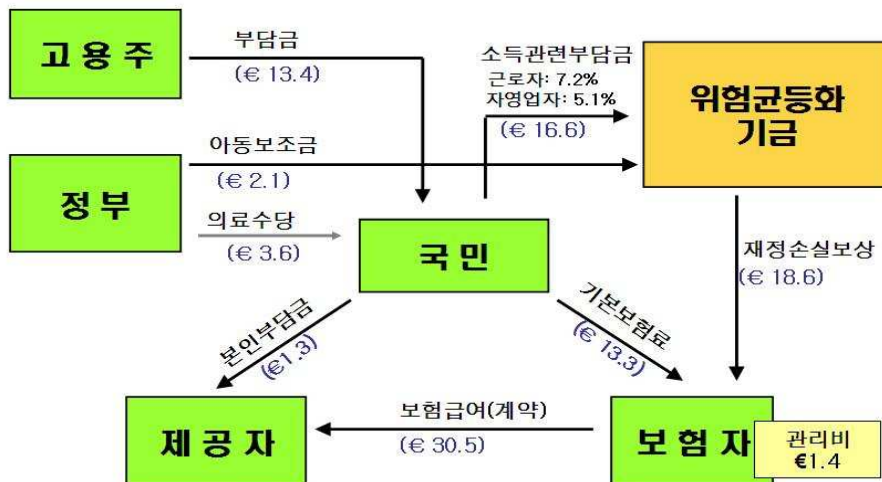 고용주
부담금
(€ 13.4)
소득관련부담금
근로자: 7.2%
자영업자: 5.1%
(€ 16.6)
위험균등화
기금
아동보조금
(€ 2.1)
정부
의료수당
(€ 3.6)
국민
재정손실보상
(€ 18.6)
본인부담금
(€1.3)
기본보험료
(€ 13.3)
제공자
보험급여(계약)
(€ 30.5)
보험자
관리비
€1.4